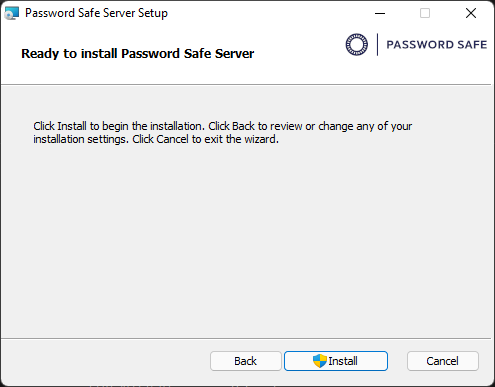 Password Safe Server Setup
Ready to install Password Safe Server
PASSWORD SAFE
Click Install to begin the installation. Click Back to review or change any of your
installation settings. Click Cancel to exit the wizard.
Back
Install
Cancel